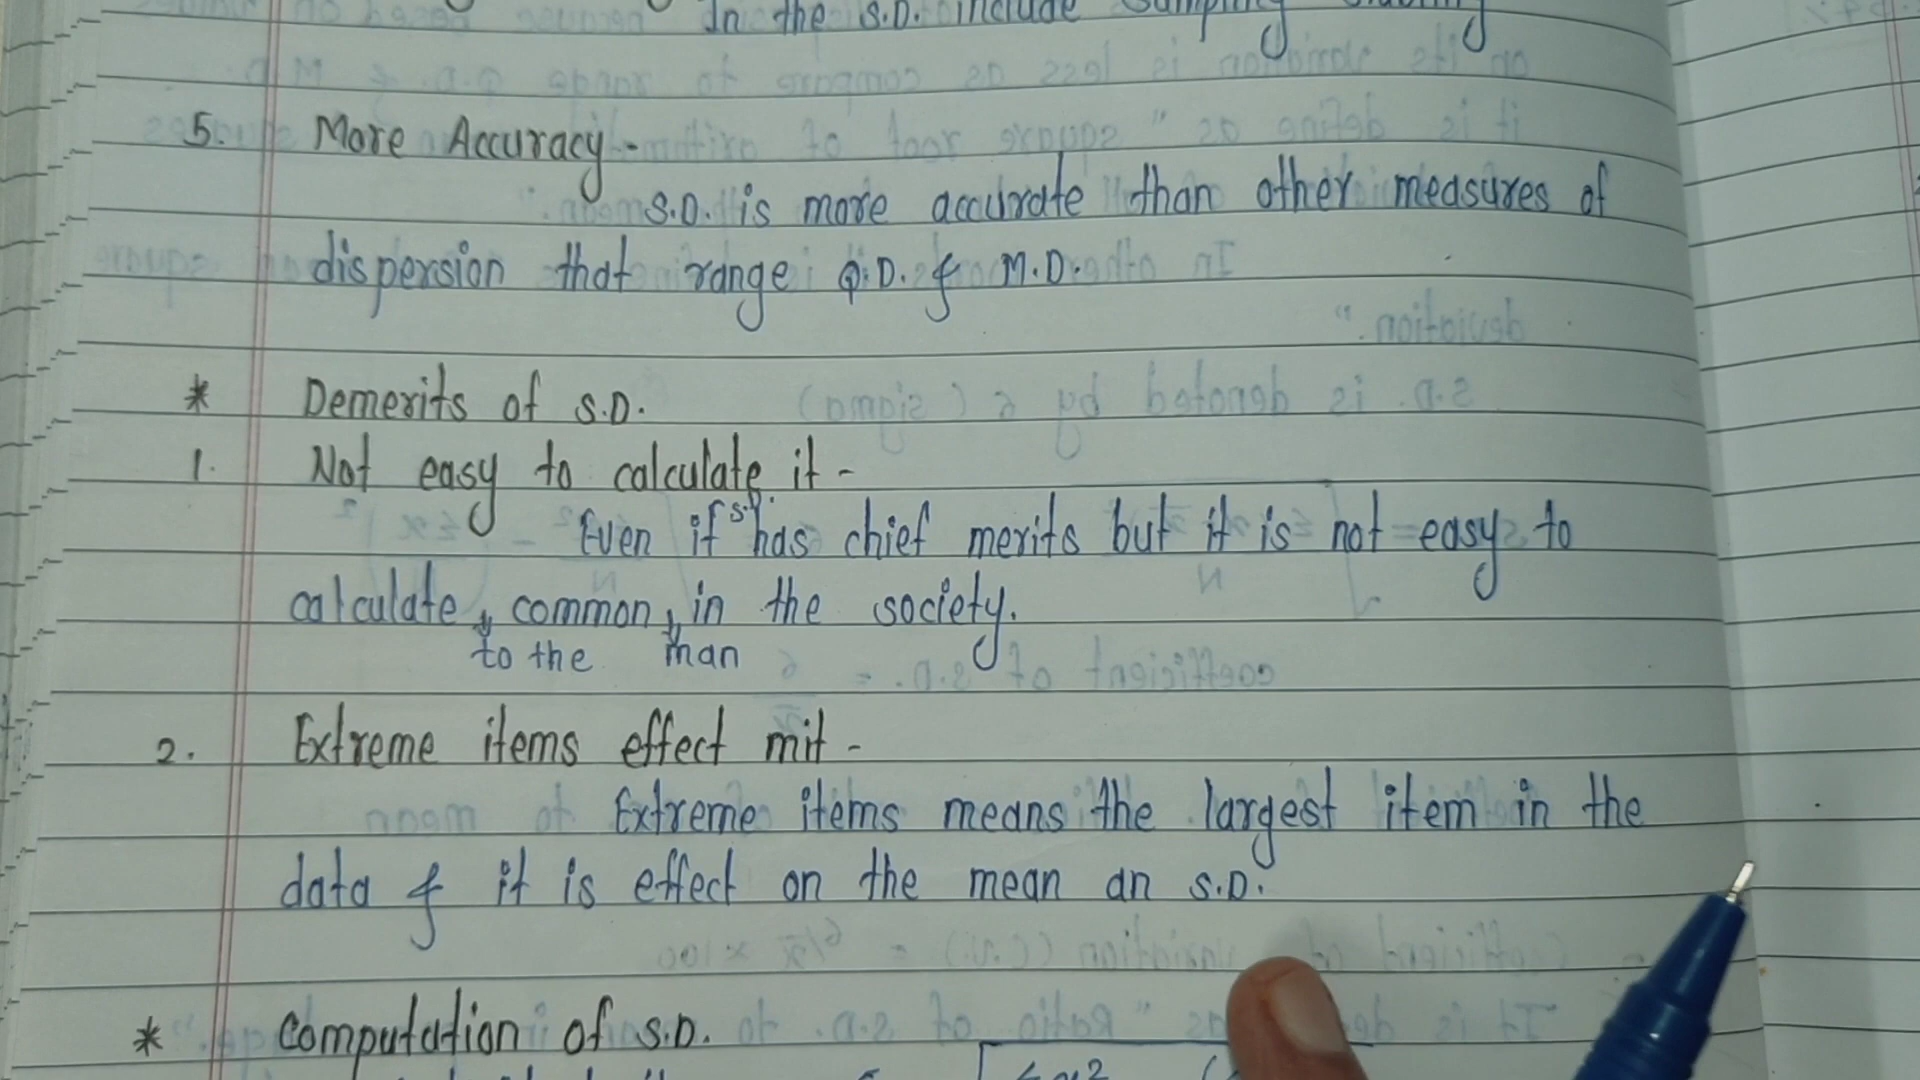 In the S.D. include sampling
5. More Accuracy -
S.D. is more accurate than other measures of
dispersion that range Q.D. & M.D.
* Demerits of S.D.
1. Not easy to calculate it -
Even if S.D. has chief merits but it is not easy to
calculate to the common man in the society.
2. Extreme items effect mit -
Extreme items means the largest item in the
data & it is effect on the mean an S.D.
* Computation of S.D.